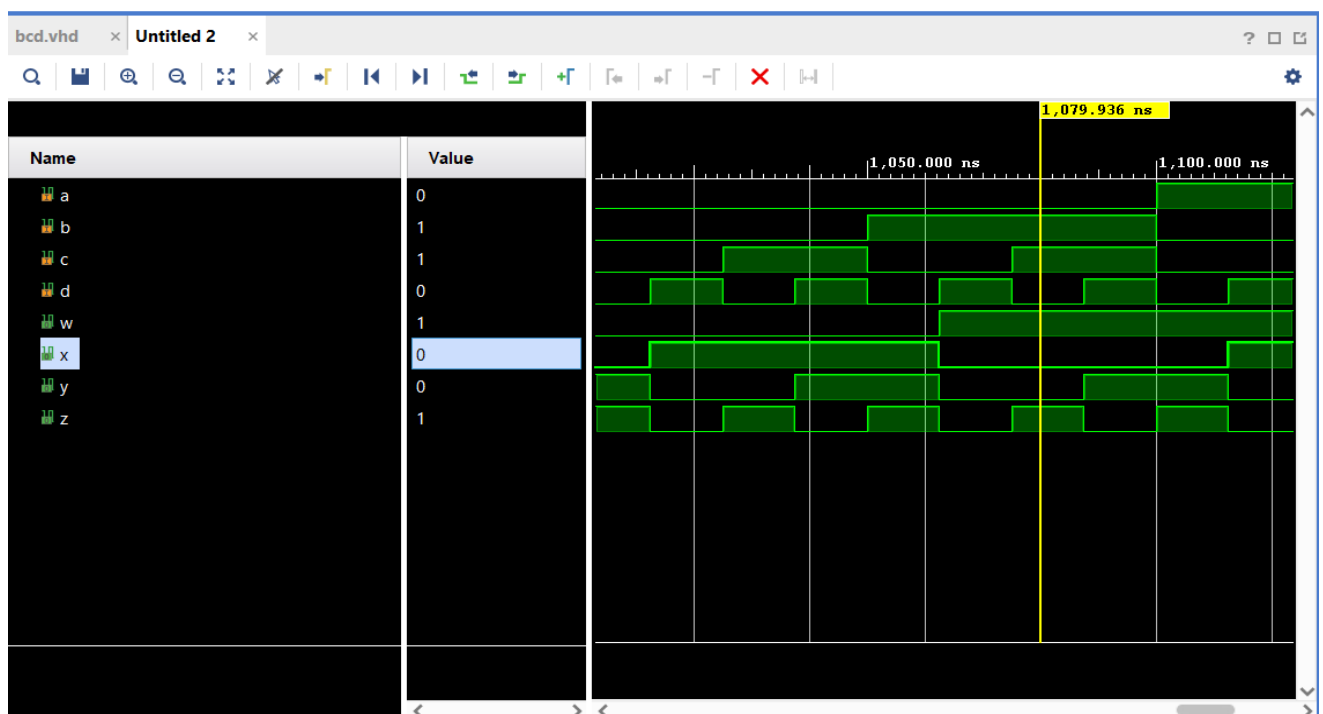 bcd.vhd × Untitled 2 ×
1,079.936 ns
Name Value
1,050.000 ns 1,100.000 ns
a 0
b 1
c 1
d 0
w 1
x 0
y 0
z 1